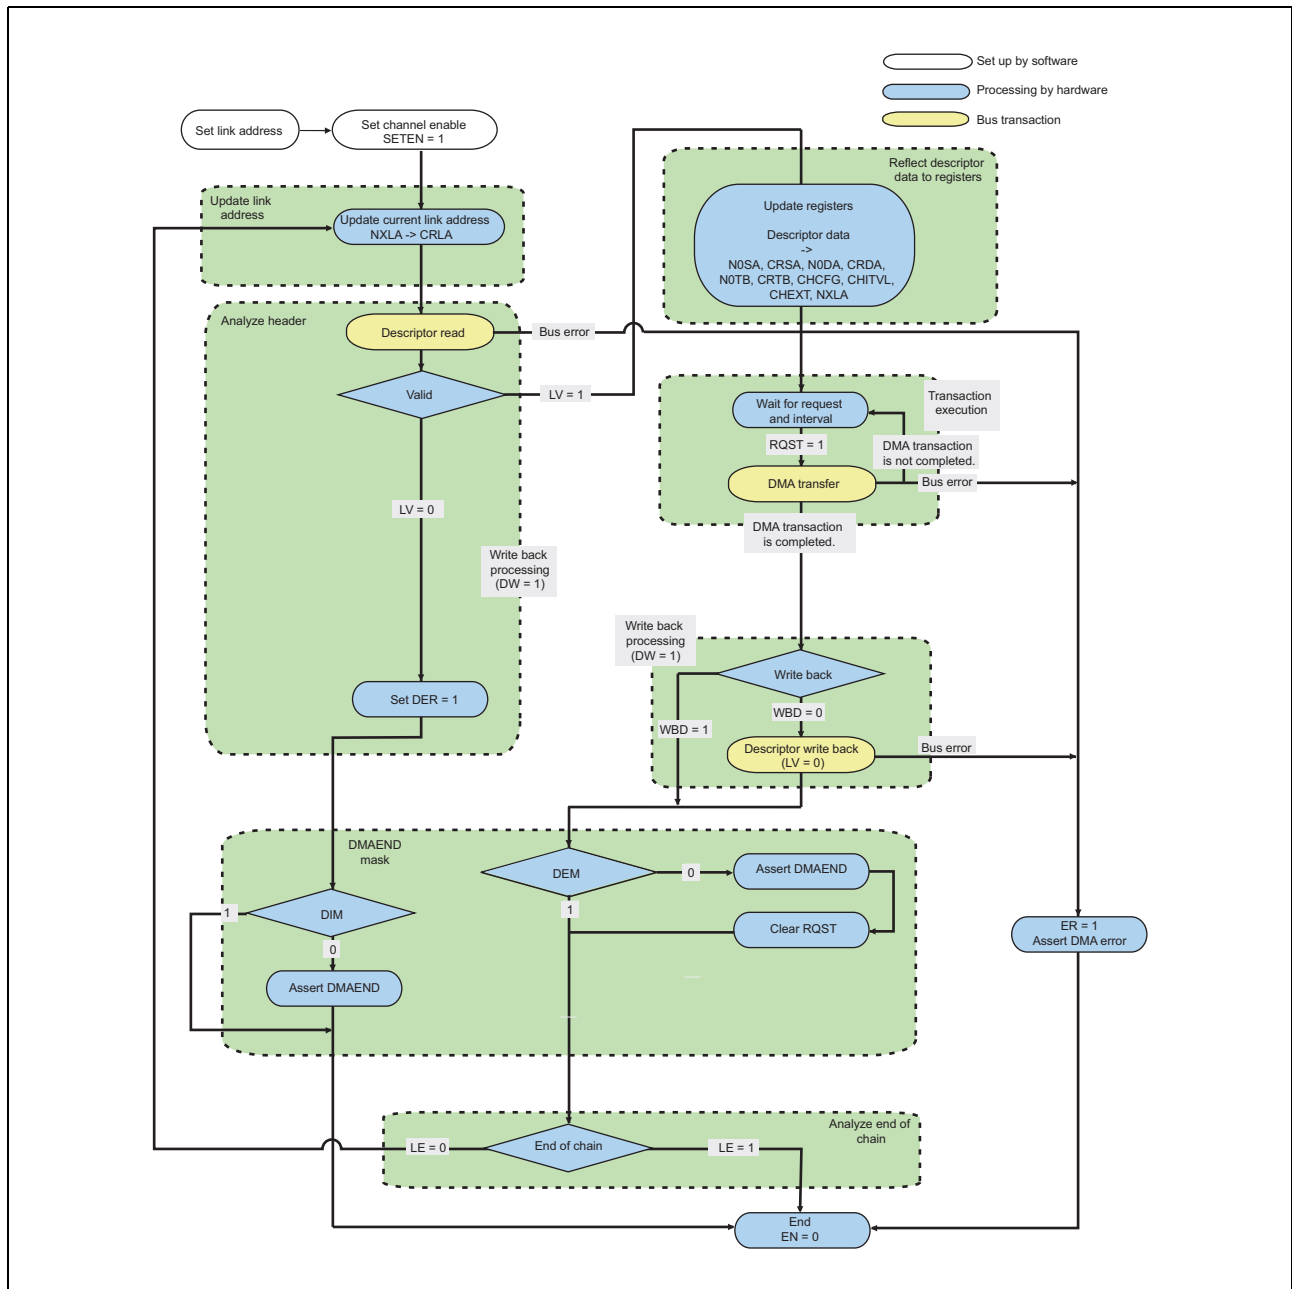 Set up by software
Processing by hardware
Bus transaction
Set link address
Set channel enable
SETEN = 1
Reflect descriptor
data to registers
Update link
address
Update current link address
NXLA -> CRLA
Update registers
Descriptor data
->
N0SA, CRSA, N0DA, CRDA,
N0TB, CRTB, CHCFG, CHITVL,
CHEXT, NXLA
Analyze header
Descriptor read
Bus error
Valid
LV = 1
Wait for request
and interval
Transaction
execution
RQST = 1
DMA transaction
is not completed.
DMA transfer
Bus error
LV = 0
DMA transaction
is completed.
Write back
processing
(DW = 1)
Write back
processing
(DW = 1)
Write back
Set DER = 1
WBD = 0
WBD = 1
Descriptor write back
(LV = 0)
Bus error
DMAEND
mask
DEM
0
Assert DMAEND
1
DIM
1
Clear RQST
ER = 1
Assert DMA error
0
Assert DMAEND
Analyze end of
chain
LE = 0
End of chain
LE = 1
End
EN = 0